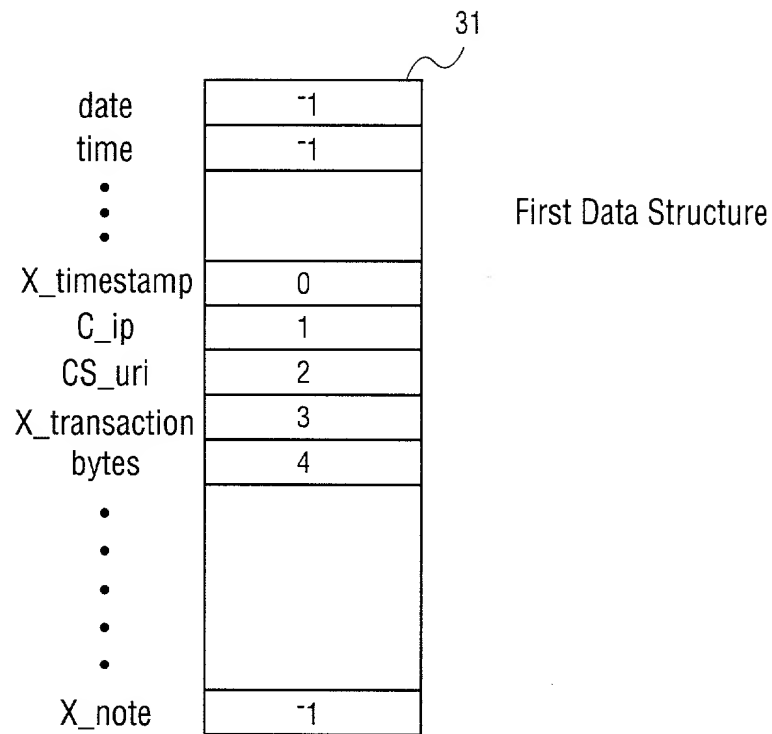 31
date ⁻1
time ⁻1
First Data Structure
X_timestamp 0
C_ip 1
CS_uri 2
X_transaction 3
bytes 4
X_note ⁻1